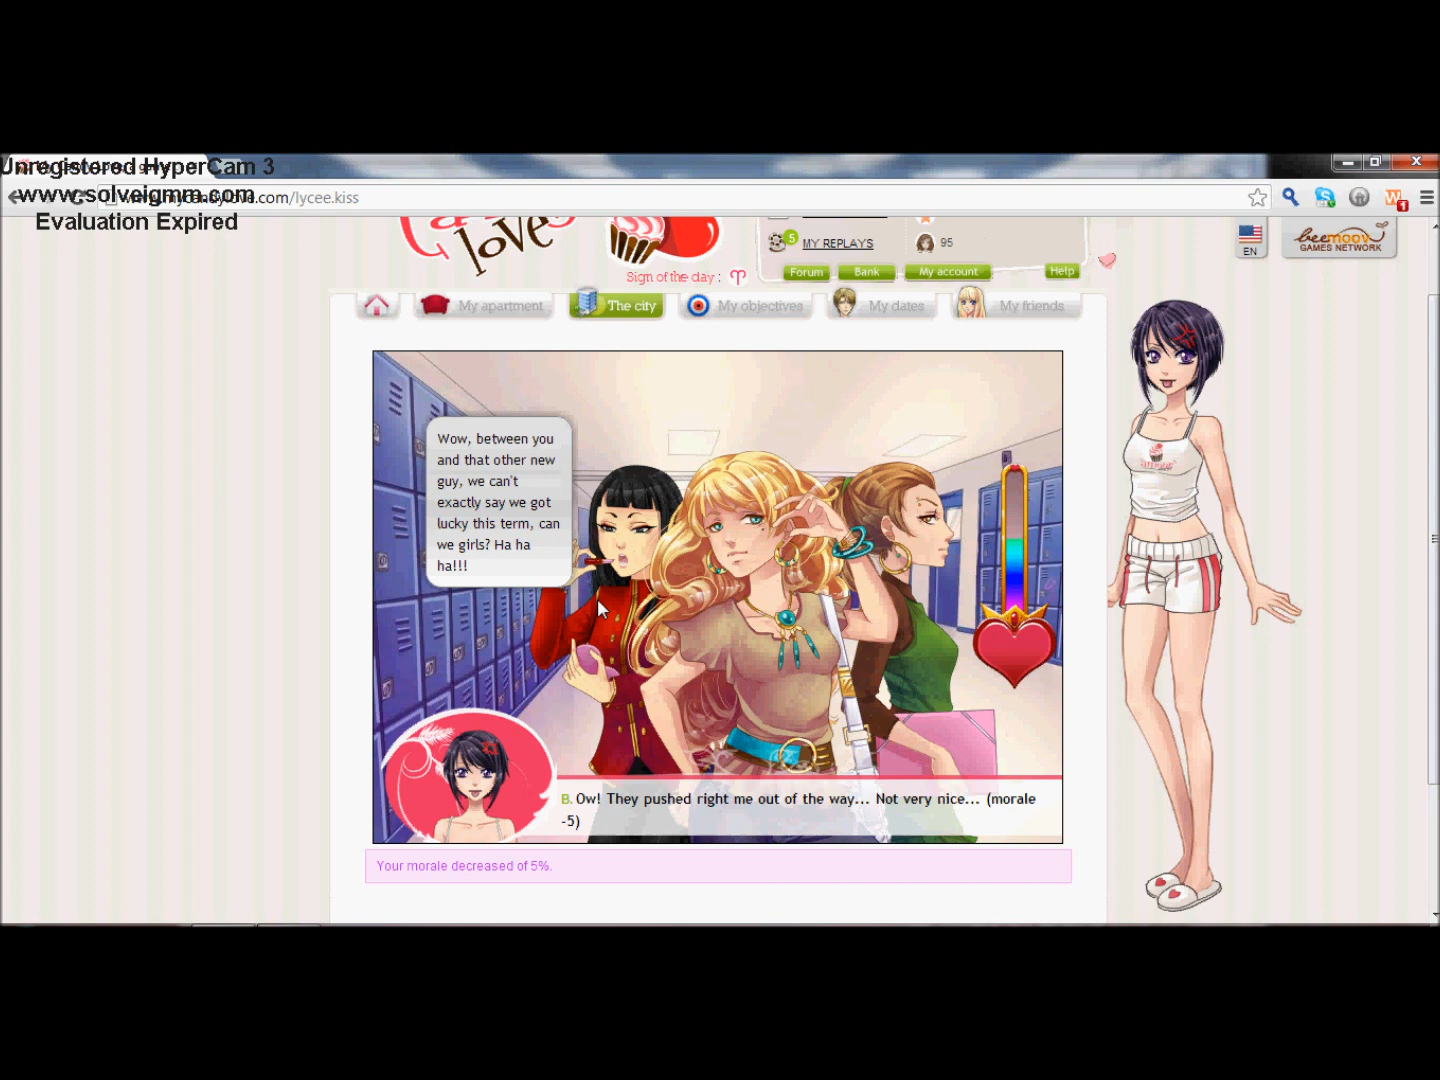 Unregistered HyperCam 3
www.solveigmm.com
Evaluation Expired
candylove.com/lycee.kiss
love
5
MY REPLAYS
95
Sign of the day :
Forum
Bank
My account
Help
EN
beemoov
GAMES NETWORK
1
My apartment
The city
My objectives
My dates
My friends
Wow, between you
and that other new
guy, we can't
exactly say we got
lucky this term, can
we girls? Ha ha
ha!!!
B. Ow! They pushed right me out of the way... Not very nice... (morale
-5)
Your morale decreased of 5%.